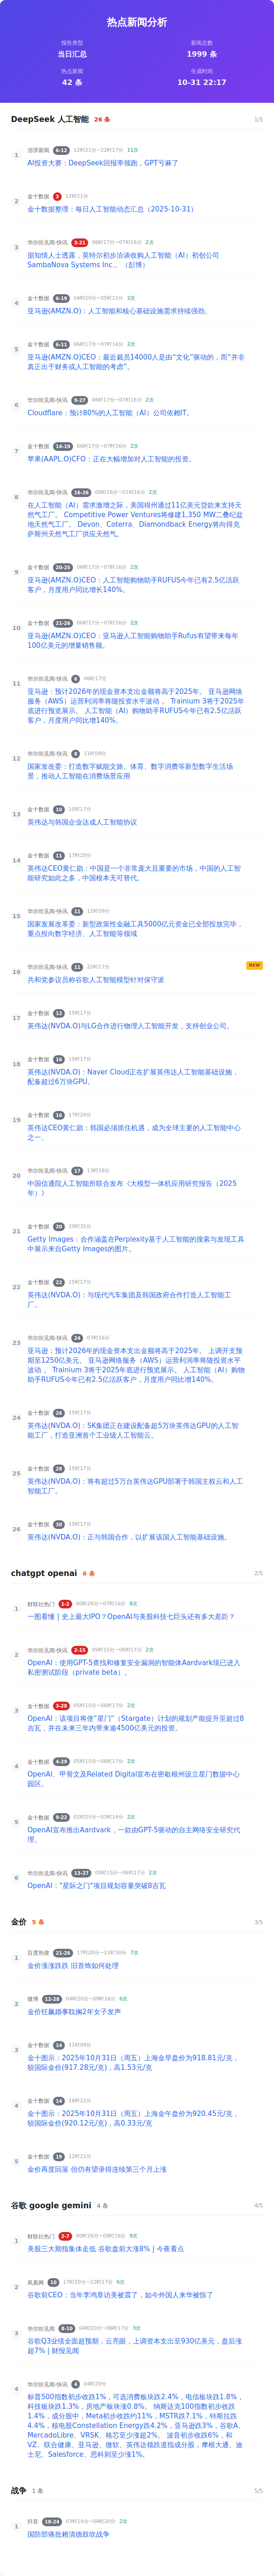 热点新闻分析
报告类型
新闻总数
当日汇总
1999 条
热点新闻
生成时间
42 条
10-31 22:17
DeepSeek 人工智能 26 条 1/5
1
澎湃新闻 6-12 12时21分~22时17分 11次
AI投资大赛：DeepSeek回报率领跑，GPT亏麻了
2
金十数据 3 12时21分
金十数据整理：每日人工智能动态汇总（2025-10-31）
3
华尔街见闻-快讯 3-21 06时17分~07时16分 2次
据知情人士透露，英特尔初步洽谈收购人工智能（AI）初创公司
SambaNova Systems Inc.。（彭博）
4
金十数据 6-19 04时20分~05时15分 2次
亚马逊(AMZN.O)：人工智能和核心基础设施需求持续强劲。
5
金十数据 6-11 06时17分~07时16分 2次
亚马逊(AMZN.O)CEO：最近裁员14000人是由“文化”驱动的，而“并非
真正出于财务或人工智能的考虑”。
6
华尔街见闻-快讯 9-27 06时17分~07时16分 2次
Cloudflare：预计80%的人工智能（AI）公司依赖IT。
7
金十数据 14-19 06时17分~07时16分 2次
苹果(AAPL.O)CFO：正在大幅增加对人工智能的投资。
8
华尔街见闻-快讯 16-26 00时26分~01时16分 2次
在人工智能（AI）需求激增之际，美国得州通过11亿美元贷款来支持天
然气工厂。 Competitive Power Ventures将修建1,350 MW二叠纪盆
地天然气工厂。 Devon、Coterra、Diamondback Energy将向得克
萨斯州天然气工厂供应天然气。
9
金十数据 20-25 06时17分~07时16分 2次
亚马逊(AMZN.O)CEO：人工智能购物助手RUFUS今年已有2.5亿活跃
客户，月度用户同比增长140%。
10
金十数据 21-26 06时17分~07时16分 2次
亚马逊(AMZN.O)CEO：亚马逊人工智能购物助手Rufus有望带来每年
100亿美元的增量销售额。
11
华尔街见闻-快讯 6 06时17分
亚马逊：预计2026年的现金资本支出金额将高于2025年。 亚马逊网络
服务（AWS）运营利润率将随投资水平波动， Trainium 3将于2025年
底进行预览展示。 人工智能（AI）购物助手RUFUS今年已有2.5亿活跃
客户，月度用户同比增140%。
12
华尔街见闻-快讯 8 11时09分
国家发改委：打造数字赋能文旅、体育、数字消费等新型数字生活场
景，推动人工智能在消费场景应用
13
金十数据 10 15时17分
英伟达与韩国企业达成人工智能协议
14
金十数据 11 17时20分
英伟达CEO黄仁勋：中国是一个非常庞大且重要的市场，中国的人工智
能研究如此之多，中国根本无可替代。
15
华尔街见闻-快讯 11 11时09分
国家发展改革委：新型政策性金融工具5000亿元资金已全部投放完毕，
重点投向数字经济、人工智能等领域
16
华尔街见闻-快讯 11 22时17分 NEW
共和党参议员称谷歌人工智能模型针对保守派
17
金十数据 12 15时17分
英伟达(NVDA.O)与LG合作进行物理人工智能开发，支持创业公司。
18
金十数据 16 15时17分
英伟达(NVDA.O)：Naver Cloud正在扩展英伟达人工智能基础设施，
配备超过6万块GPU。
19
金十数据 16 17时20分
英伟达CEO黄仁勋：韩国必须抓住机遇，成为全球主要的人工智能中心
之一。
20
华尔街见闻-快讯 17 13时18分
中国信通院人工智能所联合发布《大模型一体机应用研究报告（2025
年）》
21
金十数据 20 20时35分
Getty Images：合作涵盖在Perplexity基于人工智能的搜索与发现工具
中展示来自Getty Images的图片。
22
金十数据 22 15时17分
英伟达(NVDA.O)：与现代汽车集团及韩国政府合作打造人工智能工
厂。
23
华尔街见闻-快讯 24 07时16分
亚马逊：预计2026年的现金资本支出金额将高于2025年。 上调开支预
期至1250亿美元。 亚马逊网络服务（AWS）运营利润率将随投资水平
波动， Trainium 3将于2025年底进行预览展示。 人工智能（AI）购物
助手RUFUS今年已有2.5亿活跃客户，月度用户同比增140%。
24
金十数据 26 15时17分
英伟达(NVDA.O)：SK集团正在建设配备超5万块英伟达GPU的人工智
能工厂，打造亚洲首个工业级人工智能云。
25
金十数据 28 15时17分
英伟达(NVDA.O)：将有超过5万台英伟达GPU部署于韩国主权云和人工
智能工厂。
26
金十数据 30 15时17分
英伟达(NVDA.O)：正与韩国合作，以扩展该国人工智能基础设施。
chatgpt openai 6 条 2/5
1
财联社热门 1-2 00时26分~07时16分 8次
一图看懂 | 史上最大IPO？OpenAI与美股科技七巨头还有多大差距？
2
华尔街见闻-快讯 2-15 05时15分~06时17分 2次
OpenAI：使用GPT-5查找和修复安全漏洞的智能体Aardvark现已进入
私密测试阶段（private beta）。
3
金十数据 3-28 05时15分~06时17分 2次
OpenAI：该项目将使“星门”（Stargate）计划的规划产能提升至超过8
吉瓦，并在未来三年内带来逾4500亿美元的投资。
4
金十数据 4-29 05时15分~06时17分 2次
OpenAI、甲骨文及Related Digital宣布在密歇根州设立星门数据中心
园区。
5
金十数据 9-22 02时25分~03时14分 2次
OpenAI宣布推出Aardvark，一款由GPT-5驱动的自主网络安全研究代
理。
6
华尔街见闻-快讯 13-27 05时15分~06时17分 2次
OpenAI：“星际之门”项目规划容量突破8吉瓦
金价 5 条 3/5
1
百度热搜 21-26 17时20分~21时30分 7次
金价涨涨跌跌 旧首饰如何处理
2
微博 12-28 04时20分~09时16分 6次
金价狂飙婚事耽搁2年女子发声
3
金十数据 14 11时09分
金十图示：2025年10月31日（周五）上海金早盘价为918.81元/克，
较国际金价(917.28元/克)，高1.53元/克
4
金十数据 14 16时22分
金十图示：2025年10月31日（周五）上海金午盘价为920.45元/克，
较国际金价(920.12元/克)，高0.33元/克
5
金十数据 19 12时21分
金价再度回落 但仍有望录得连续第三个月上涨
谷歌 google gemini 4 条 4/5
1
财联社热门 2-7 00时26分~09时16分 9次
美股三大期指集体走低 谷歌盘前大涨8% | 今夜看点
2
凤凰网 10 17时20分~22时17分 6次
谷歌前CEO：当年李鸿章访美被震了，如今外国人来华被惊了
3
华尔街见闻 8-10 04时20分~06时17分 3次
谷歌Q3业绩全面超预期，云亮眼，上调资本支出至930亿美元，盘后涨
超7% | 财报见闻
4
华尔街见闻-快讯 4 04时20分
标普500指数初步收跌1%，可选消费板块跌2.4%，电信板块跌1.8%，
科技板块跌1.3%，房地产板块涨0.8%。 纳斯达克100指数初步收跌
1.4%，成分股中，Meta初步收跌约11%，MSTR跌7.1%，特斯拉跌
4.4%，核电股Constellation Energy跌4.2%，亚马逊跌3%，谷歌A、
MercadoLibre、VRSK、格芯至少涨超2%。 波音初步收跌6%，和
VZ、联合健康、亚马逊、微软、英伟达领跌道指成分股，摩根大通、迪
士尼、Salesforce、思科则至少涨1%。
战争 1 条 5/5
1
抖音 18-24 03时14分~04时20分 2次
国防部痛批赖清德鼓吹战争